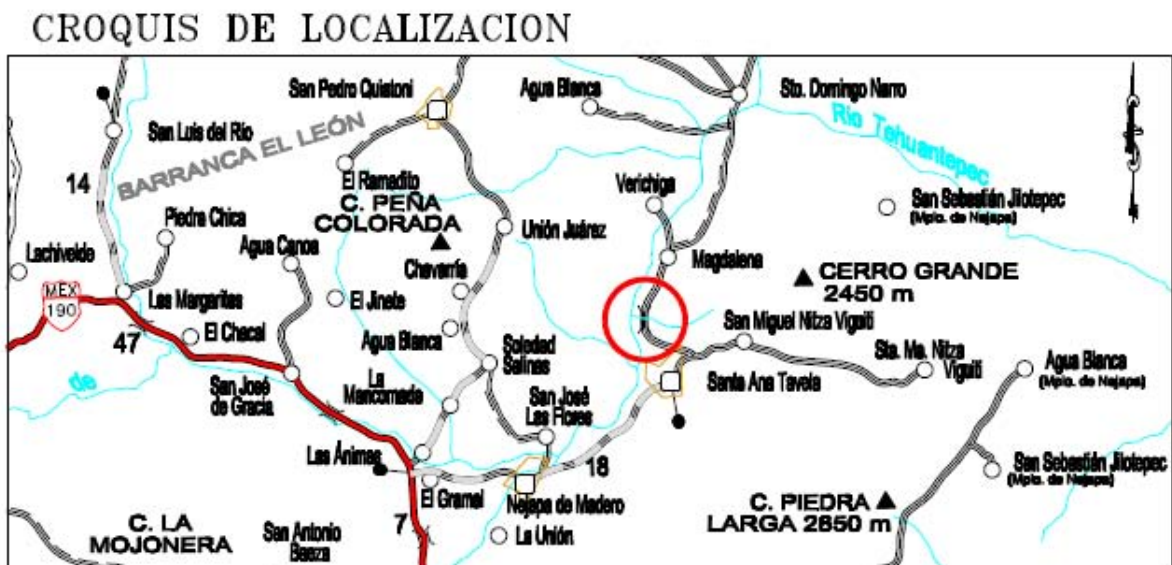 CROQUIS DE LOCALIZACION
San Pedro Quiatoni
Agua Blanca
Sto. Domingo Narro
San Luis del Río
BARRANCA EL LEÓN
Río Tehuantepec
14
El Ramadito
Verichiga
San Sebastián Jilotepec
(Mpio. de Nejapa)
Piedra Chica
C. PEÑA
COLORADA
Unión Juárez
Lachivelde
Agua Canoa
Magdalena
Chavarría
CERRO GRANDE
2450 m
MEX
190
Las Margaritas
El Jinete
47
El Chacal
Agua Blanca
Soledad
Salinas
San Miguel Nitza Viguiti
de
San José
de Gracia
La
Mancornada
San José
Las Flores
Santa Ana Tavela
Sta. Ma. Nitza
Viguiti
Agua Blanca
(Mpio. de Nejapa)
Las Ánimas
18
El Gramal
Nejapa de Madero
San Sebastián Jilotepec
(Mpio. de Nejapa)
C. PIEDRA
LARGA 2650 m
C. LA
MOJONERA
San Antonio
Baeza
7
La Unión